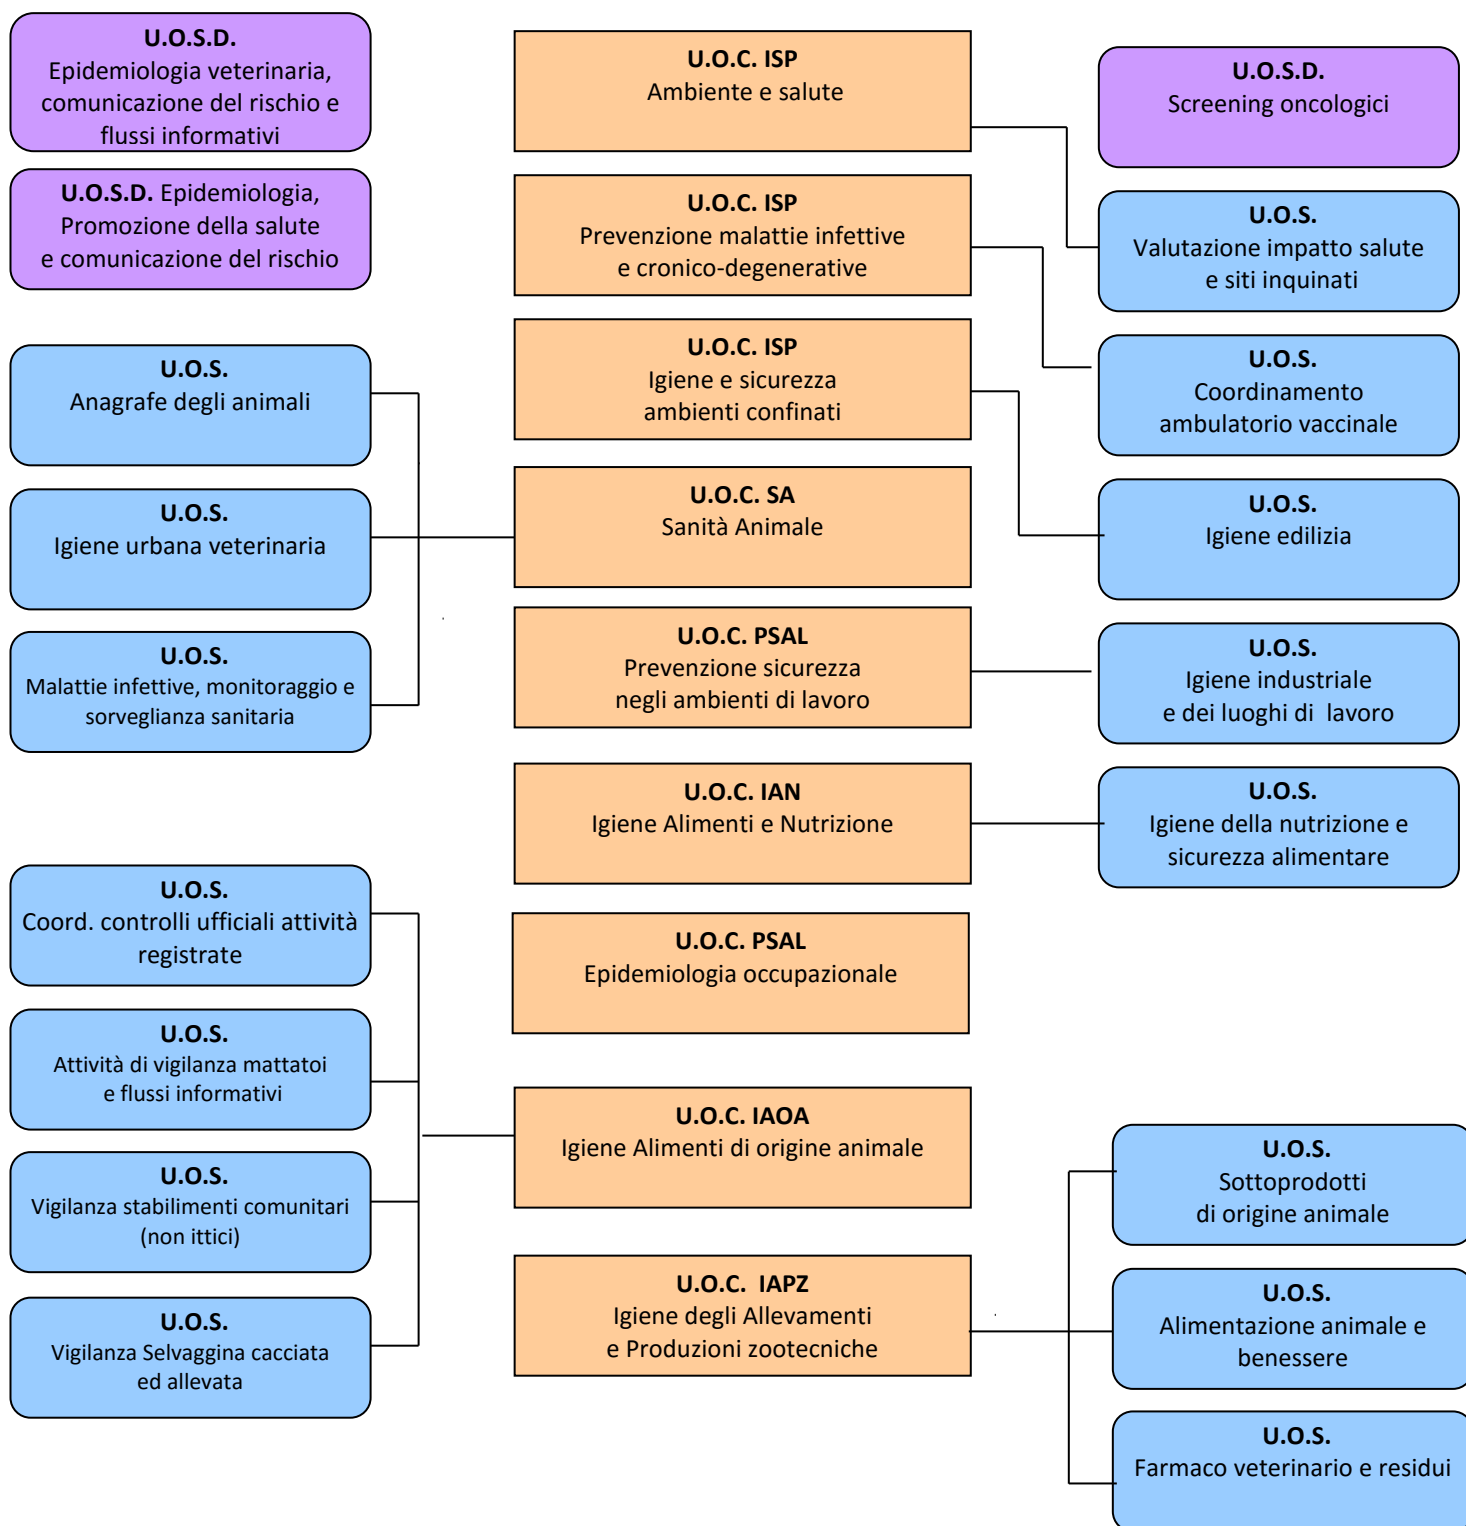 U.O.S.D.
Epidemiologia veterinaria,
comunicazione del rischio e
flussi informativi
U.O.S.D. Epidemiologia,
Promozione della salute
e comunicazione del rischio
U.O.S.
Anagrafe degli animali
U.O.S.
Igiene urbana veterinaria
U.O.S.
Malattie infettive, monitoraggio e
sorveglianza sanitaria
U.O.S.
Coord. controlli ufficiali attività
registrate
U.O.S.
Attività di vigilanza mattatoi
e flussi informativi
U.O.S.
Vigilanza stabilimenti comunitari
(non ittici)
U.O.S.
Vigilanza Selvaggina cacciata
ed allevata
U.O.C. ISP
Ambiente e salute
U.O.C. ISP
Prevenzione malattie infettive
e cronico-degenerative
U.O.C. ISP
Igiene e sicurezza
ambienti confinati
U.O.C. SA
Sanità Animale
U.O.C. PSAL
Prevenzione sicurezza
negli ambienti di lavoro
U.O.C. IAN
Igiene Alimenti e Nutrizione
U.O.C. PSAL
Epidemiologia occupazionale
U.O.C. IAOA
Igiene Alimenti di origine animale
U.O.C. IAPZ
Igiene degli Allevamenti
e Produzioni zootecniche
U.O.S.D.
Screening oncologici
U.O.S.
Valutazione impatto salute
e siti inquinati
U.O.S.
Coordinamento
ambulatorio vaccinale
U.O.S.
Igiene edilizia
U.O.S.
Igiene industriale
e dei luoghi di lavoro
U.O.S.
Igiene della nutrizione e
sicurezza alimentare
U.O.S.
Sottoprodotti
di origine animale
U.O.S.
Alimentazione animale e
benessere
U.O.S.
Farmaco veterinario e residui